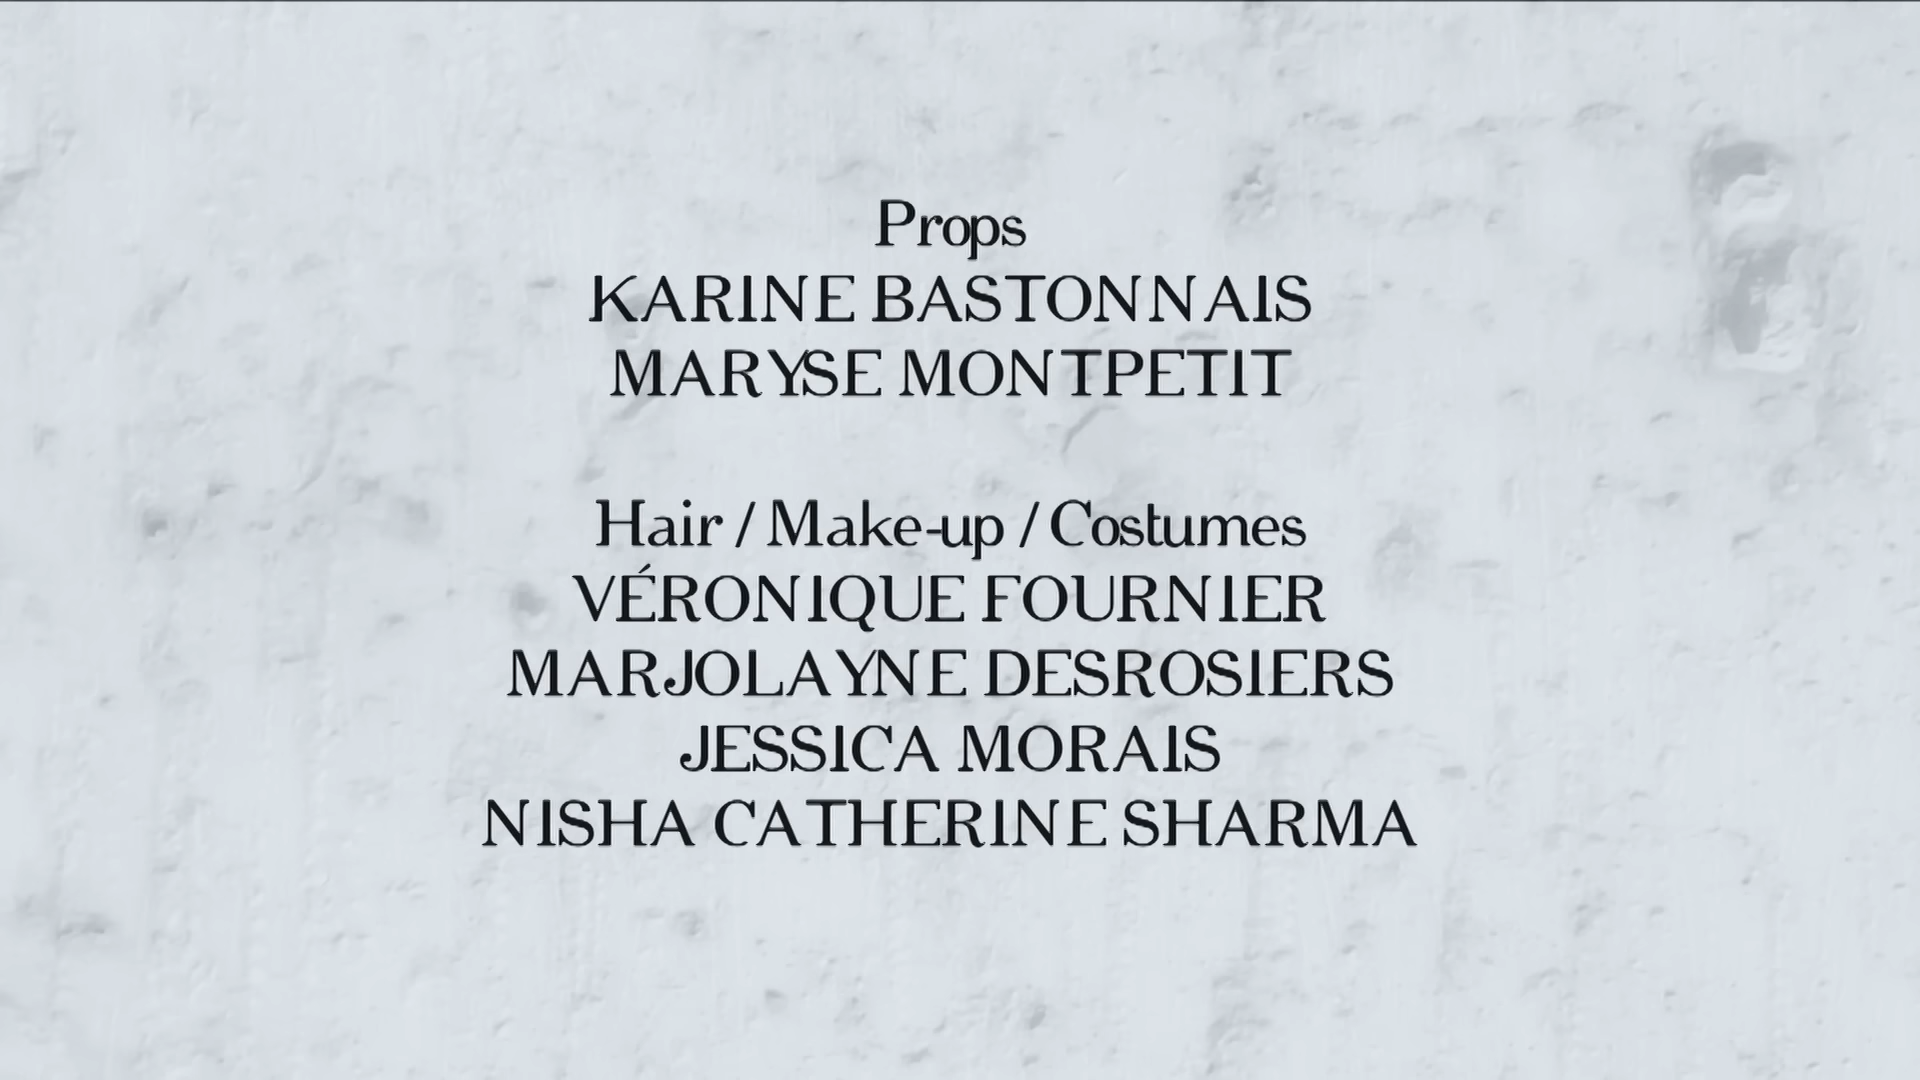 Props
KARINE BASTONNAIS
MARYSE MONTPETIT
Hair / Make-up / Costumes
VÉRONIQUE FOURNIER
MARJOLAYNE DESROSIERS
JESSICA MORAIS
NISHA CATHERINE SHARMA